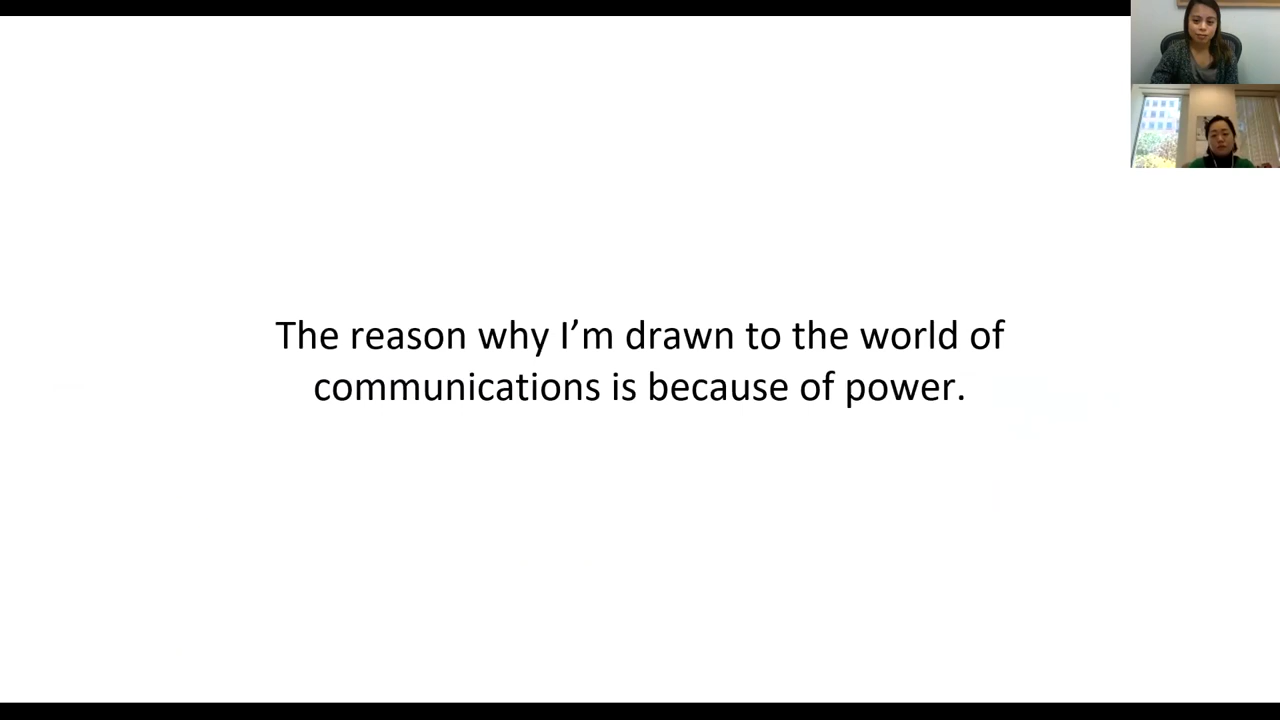 The reason why I’m drawn to the world of
communications is because of power.